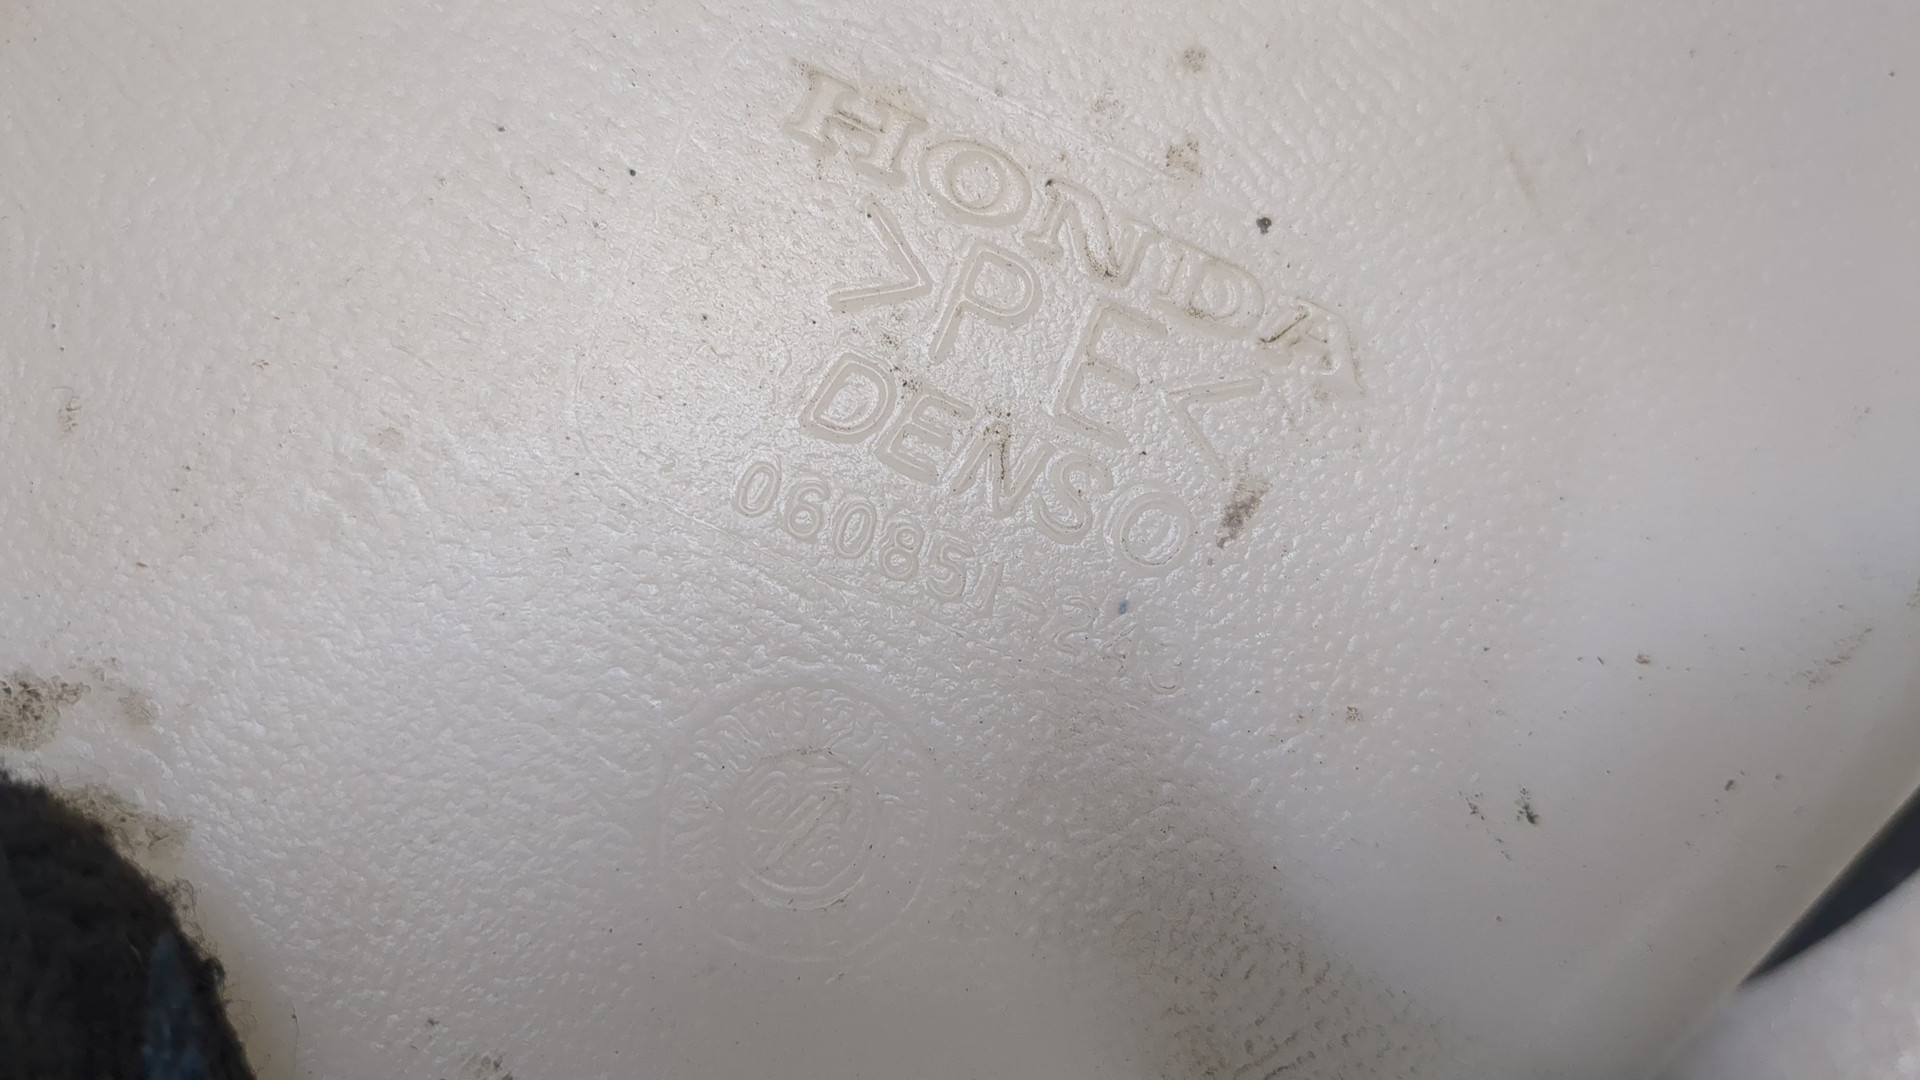 HONDA
>PE<
DENSO
060851-24